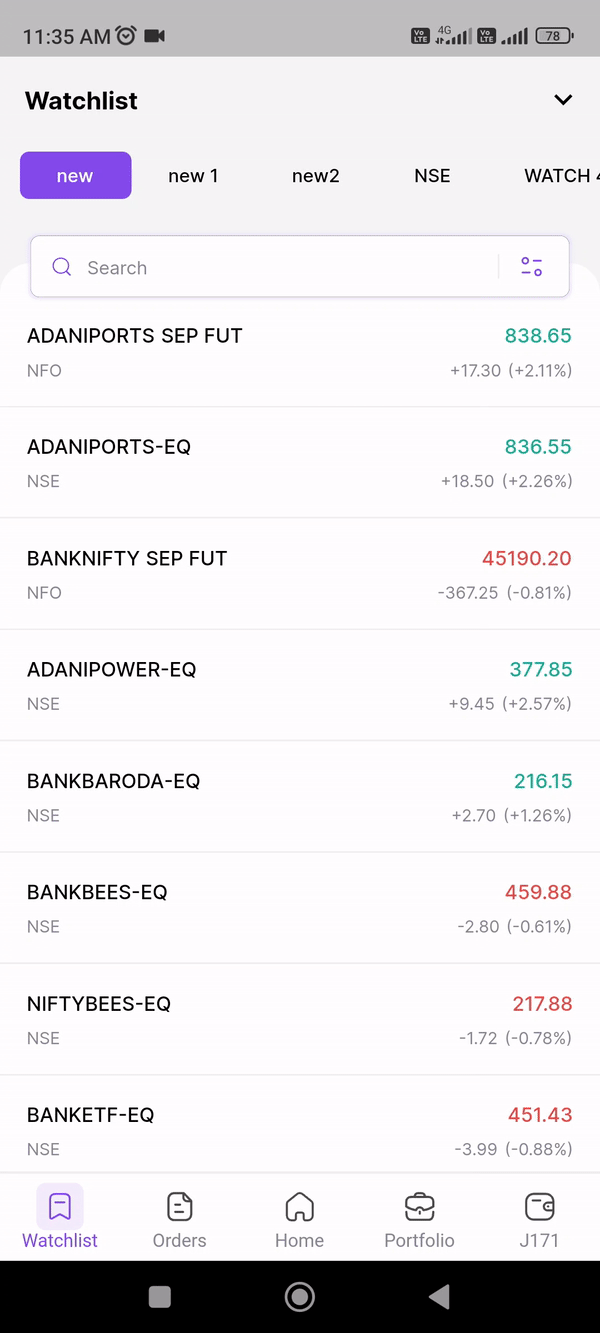 11:35 AM
Vo LTE 4G Vo LTE 78
Watchlist
new new 1 new2 NSE WATCH
Search
ADANIPORTS SEP FUT 838.65
NFO +17.30 (+2.11%)
ADANIPORTS-EQ 836.55
NSE +18.50 (+2.26%)
BANKNIFTY SEP FUT 45190.20
NFO -367.25 (-0.81%)
ADANIPOWER-EQ 377.85
NSE +9.45 (+2.57%)
BANKBARODA-EQ 216.15
NSE +2.70 (+1.26%)
BANKBEES-EQ 459.88
NSE -2.80 (-0.61%)
NIFTYBEES-EQ 217.88
NSE -1.72 (-0.78%)
BANKETF-EQ 451.43
NSE -3.99 (-0.88%)
Watchlist Orders Home Portfolio J171